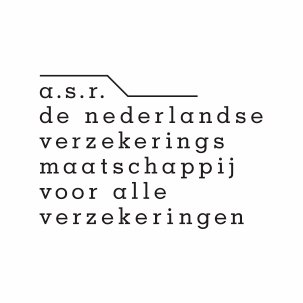 a.s.r.
de nederlandse
verzekerings
maatschappij
voor alle
verzekeringen